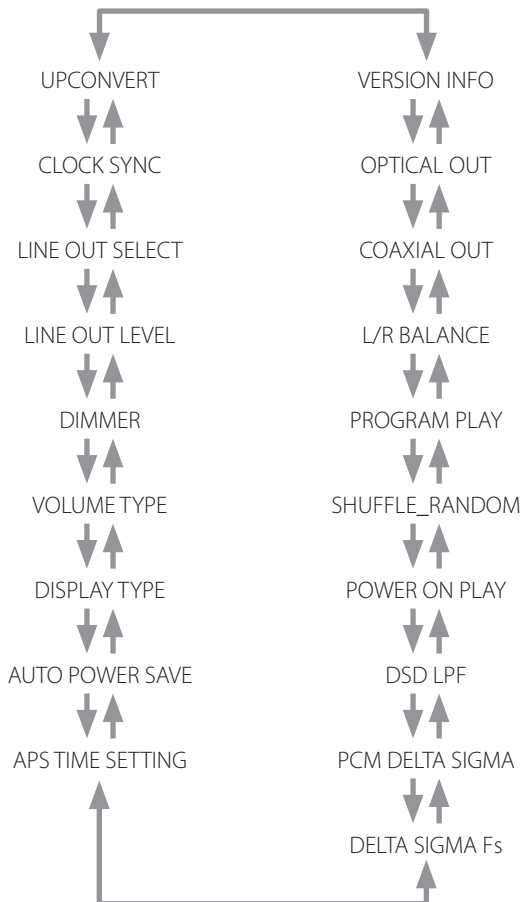 UPCONVERT
CLOCK SYNC
LINE OUT SELECT
LINE OUT LEVEL
DIMMER
VOLUME TYPE
DISPLAY TYPE
AUTO POWER SAVE
APS TIME SETTING
VERSION INFO
OPTICAL OUT
COAXIAL OUT
L/R BALANCE
PROGRAM PLAY
SHUFFLE_RANDOM
POWER ON PLAY
DSD LPF
PCM DELTA SIGMA
DELTA SIGMA Fs